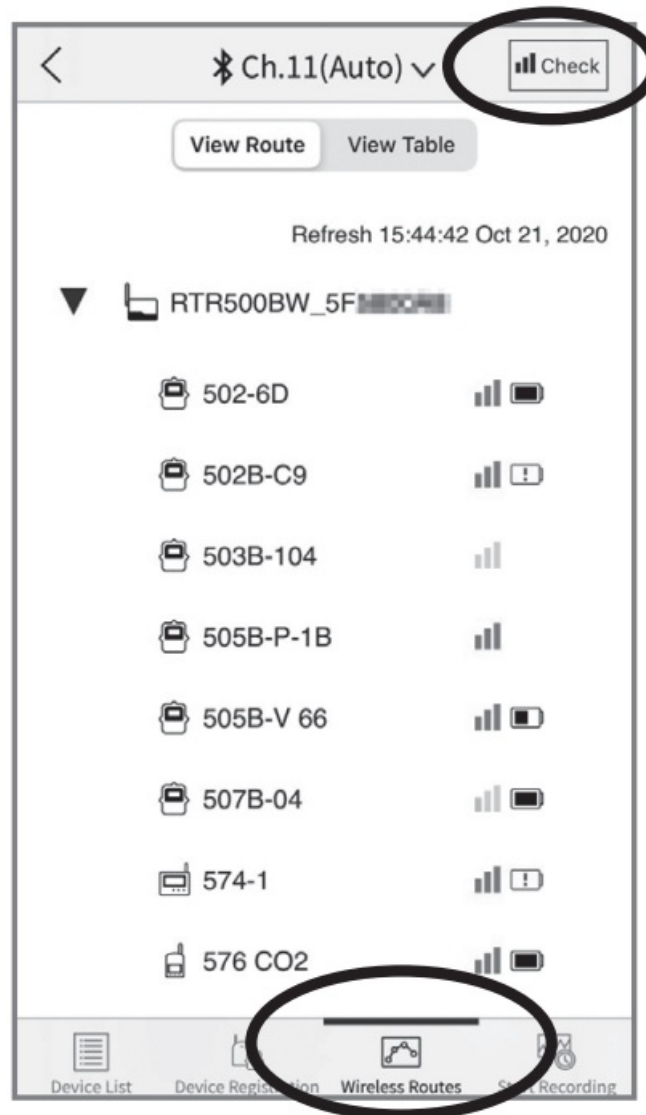 Ch.11(Auto) Check
View Route View Table
Refresh 15:44:42 Oct 21, 2020
RTR500BW_5F
502-6D
502B-C9
503B-104
505B-P-1B
505B-V 66
507B-04
574-1
576 CO2
Device List Device Registration Wireless Routes Start Recording